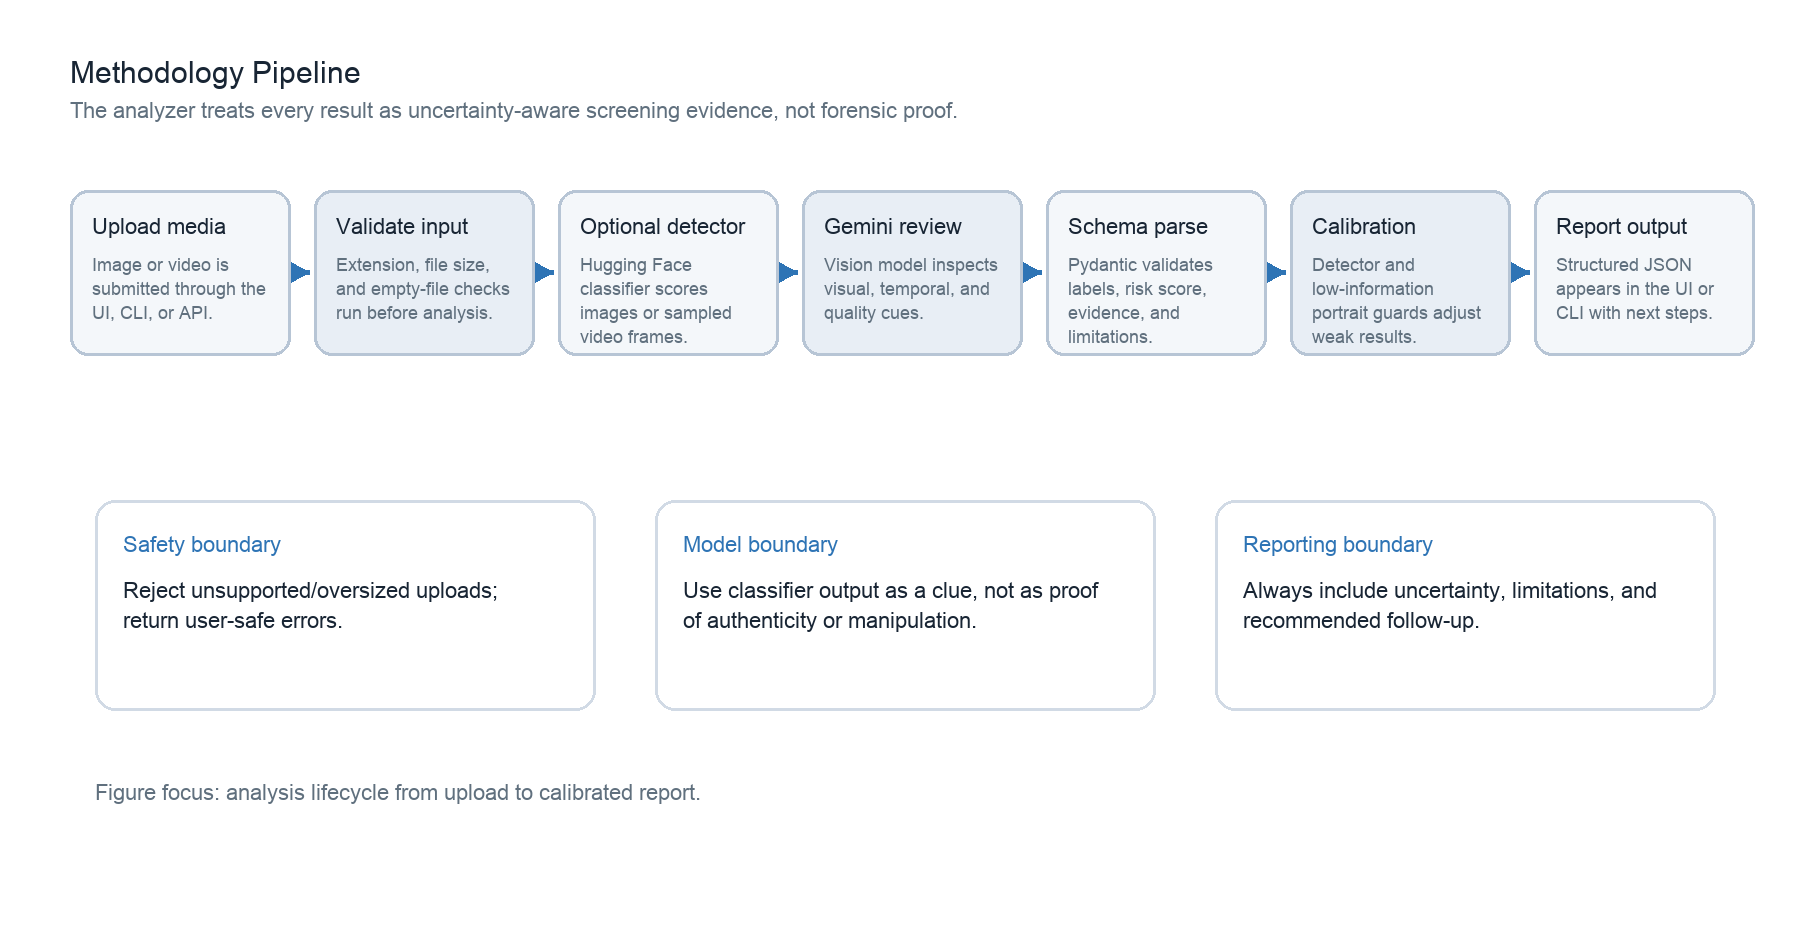 Methodology Pipeline
The analyzer treats every result as uncertainty-aware screening evidence, not forensic proof.
Upload media
Image or video is
submitted through the
UI, CLI, or API.
Validate input
Extension, file size,
and empty-file checks
run before analysis.
Optional detector
Hugging Face
classifier scores
images or sampled
video frames.
Gemini review
Vision model inspects
visual, temporal, and
quality cues.
Schema parse
Pydantic validates
labels, risk score,
evidence, and
limitations.
Calibration
Detector and
low-information
portrait guards adjust
weak results.
Report output
Structured JSON
appears in the UI or
CLI with next steps.
Safety boundary
Reject unsupported/oversized uploads;
return user-safe errors.
Model boundary
Use classifier output as a clue, not as proof
of authenticity or manipulation.
Reporting boundary
Always include uncertainty, limitations, and
recommended follow-up.
Figure focus: analysis lifecycle from upload to calibrated report.